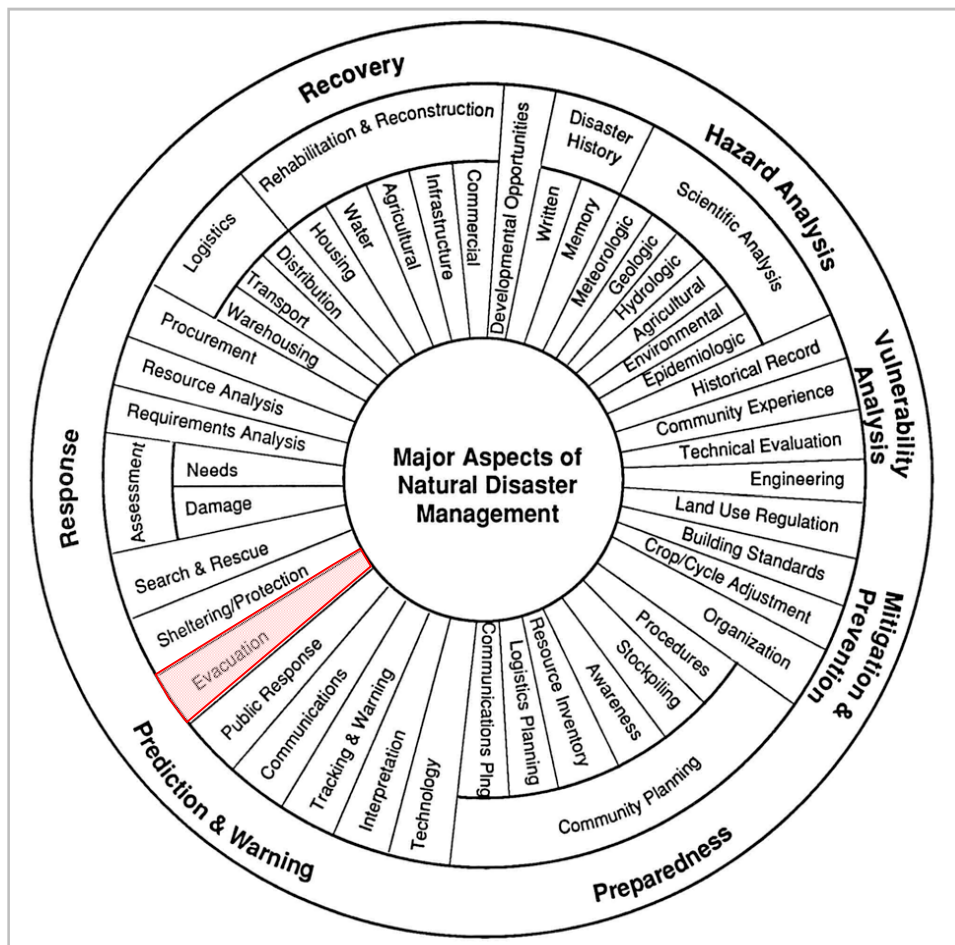 Major Aspects of
Natural Disaster
Management
Recovery
Hazard Analysis
Vulnerability
Analysis
Mitigation &
Prevention
Preparedness
Prediction & Warning
Response
Developmental Opportunities
Disaster
History
Written
Memory
Scientific Analysis
Meteorologic
Geologic
Hydrologic
Agricultural
Environmental
Epidemiologic
Historical Record
Community Experience
Technical Evaluation
Engineering
Land Use Regulation
Building Standards
Crop/Cycle Adjustment
Organization
Community Planning
Procedures
Stockpiling
Awareness
Resource Inventory
Logistics Planning
Communications Plng
Technology
Interpretation
Tracking & Warning
Communications
Public Response
Evacuation
Sheltering/Protection
Search & Rescue
Assessment
Damage
Needs
Requirements Analysis
Resource Analysis
Procurement
Logistics
Warehousing
Transport
Distribution
Rehabilitation & Reconstruction
Housing
Water
Agricultural
Infrastructure
Commercial